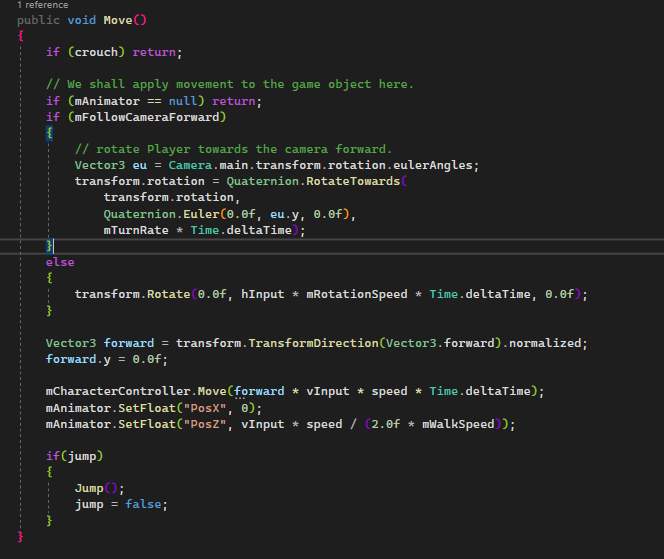 1 reference
public void Move()
{
if (crouch) return;
// We shall apply movement to the game object here.
if (mAnimator == null) return;
if (mFollowCameraForward)
{
// rotate Player towards the camera forward.
Vector3 eu = Camera.main.transform.rotation.eulerAngles;
transform.rotation = Quaternion.RotateTowards(
transform.rotation,
Quaternion.Euler(0.0f, eu.y, 0.0f),
mTurnRate * Time.deltaTime);
}
else
{
transform.Rotate(0.0f, hInput * mRotationSpeed * Time.deltaTime, 0.0f);
}
Vector3 forward = transform.TransformDirection(Vector3.forward).normalized;
forward.y = 0.0f;
mCharacterController.Move(forward * vInput * speed * Time.deltaTime);
mAnimator.SetFloat("PosX", 0);
mAnimator.SetFloat("PosZ", vInput * speed / (2.0f * mWalkSpeed));
if(jump)
{
Jump();
jump = false;
}
}